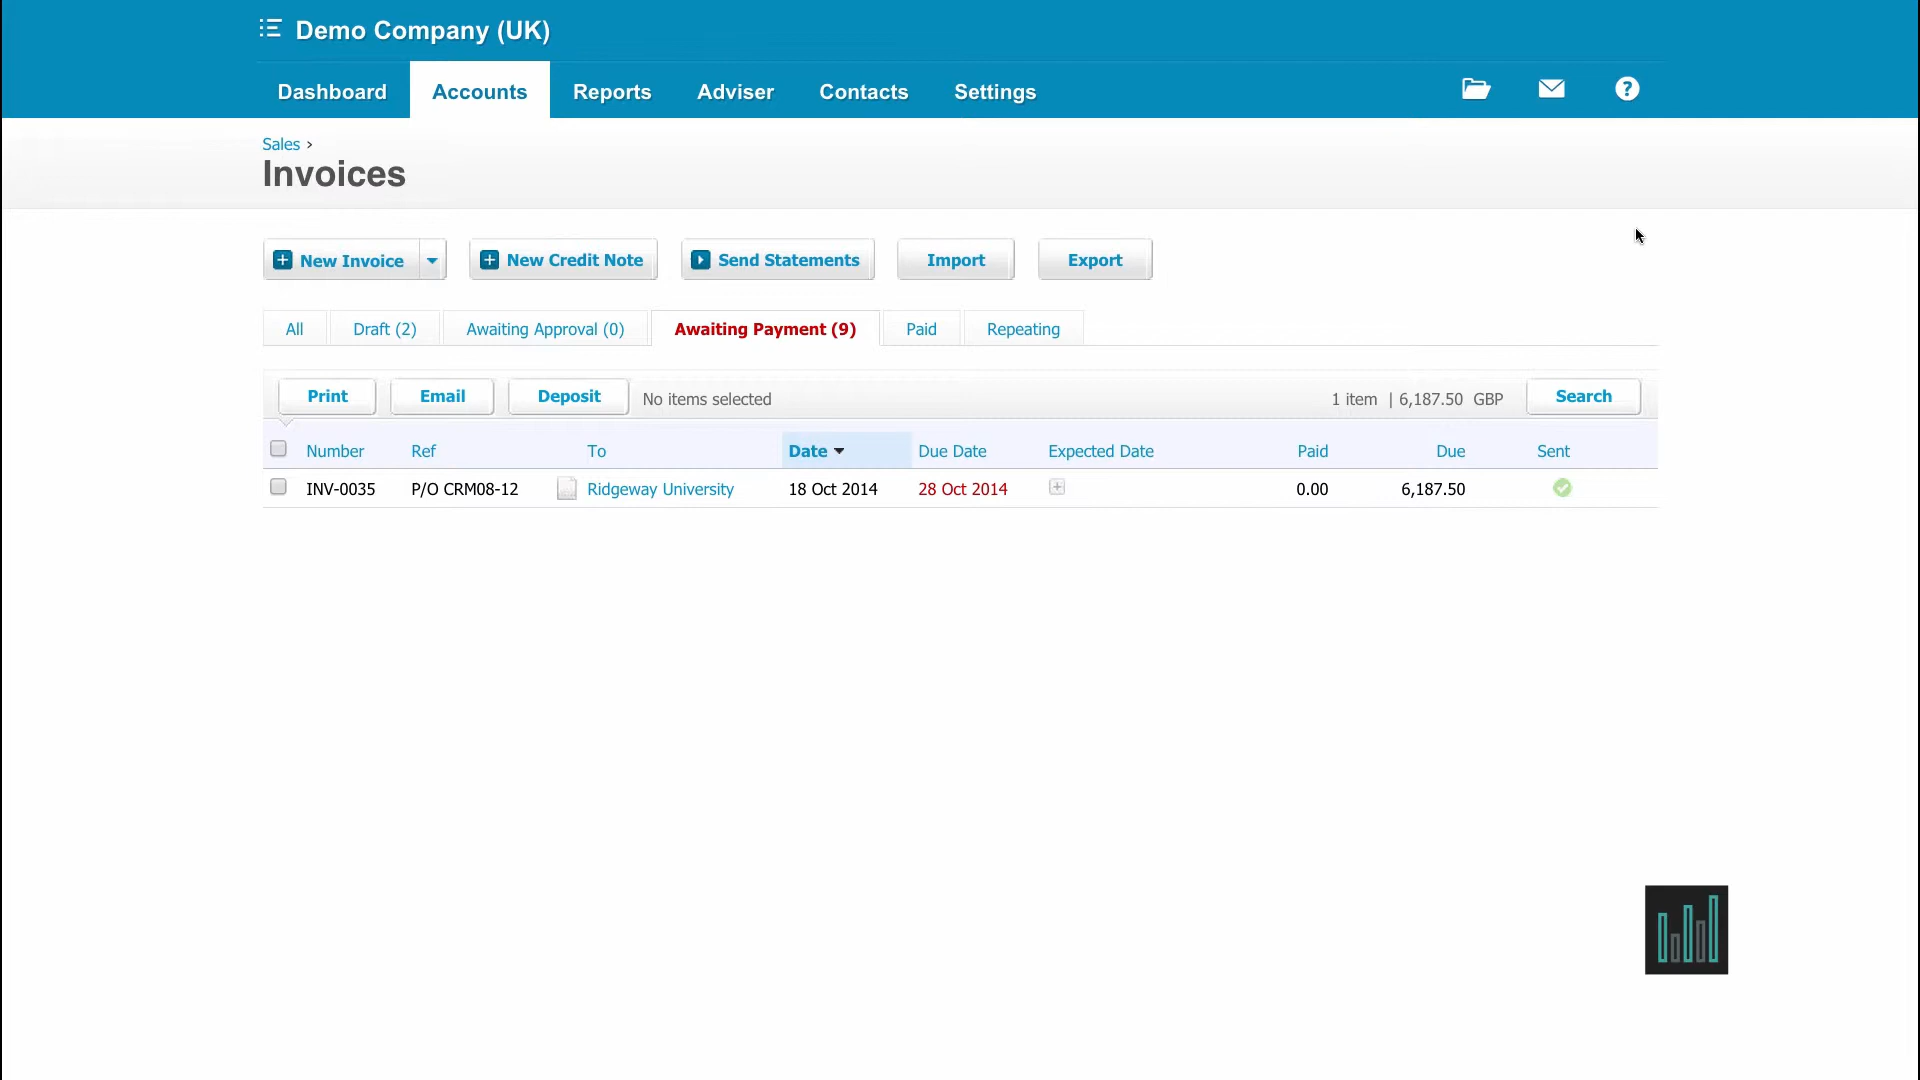 Demo Company (UK)
Dashboard Accounts Reports Adviser Contacts Settings ?
Sales ›
Invoices
New Invoice New Credit Note Send Statements Import Export
All Draft (2) Awaiting Approval (0) Awaiting Payment (9) Paid Repeating
Print Email Deposit No items selected 1 item | 6,187.50 GBP Search
Number Ref To Date Due Date Expected Date Paid Due Sent
INV-0035 P/O CRM08-12 Ridgeway University 18 Oct 2014 28 Oct 2014 0.00 6,187.50